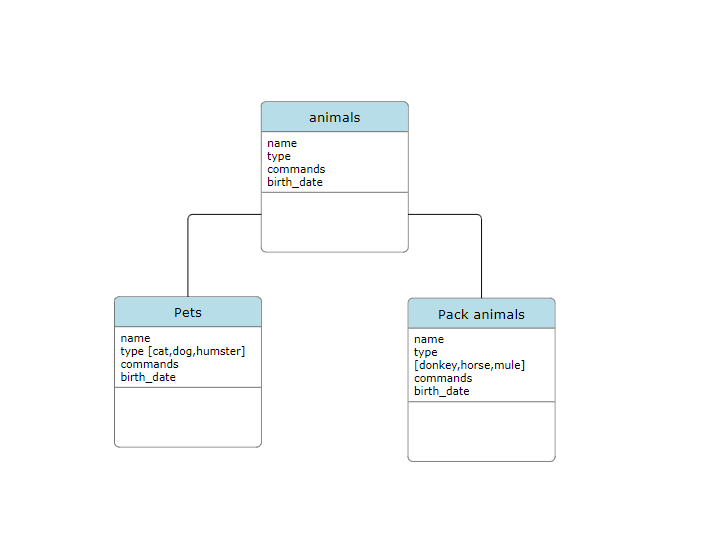 animals
name
type
commands
birth_date
Pets
name
type [cat,dog,humster]
commands
birth_date
Pack animals
name
type
[donkey,horse,mule]
commands
birth_date